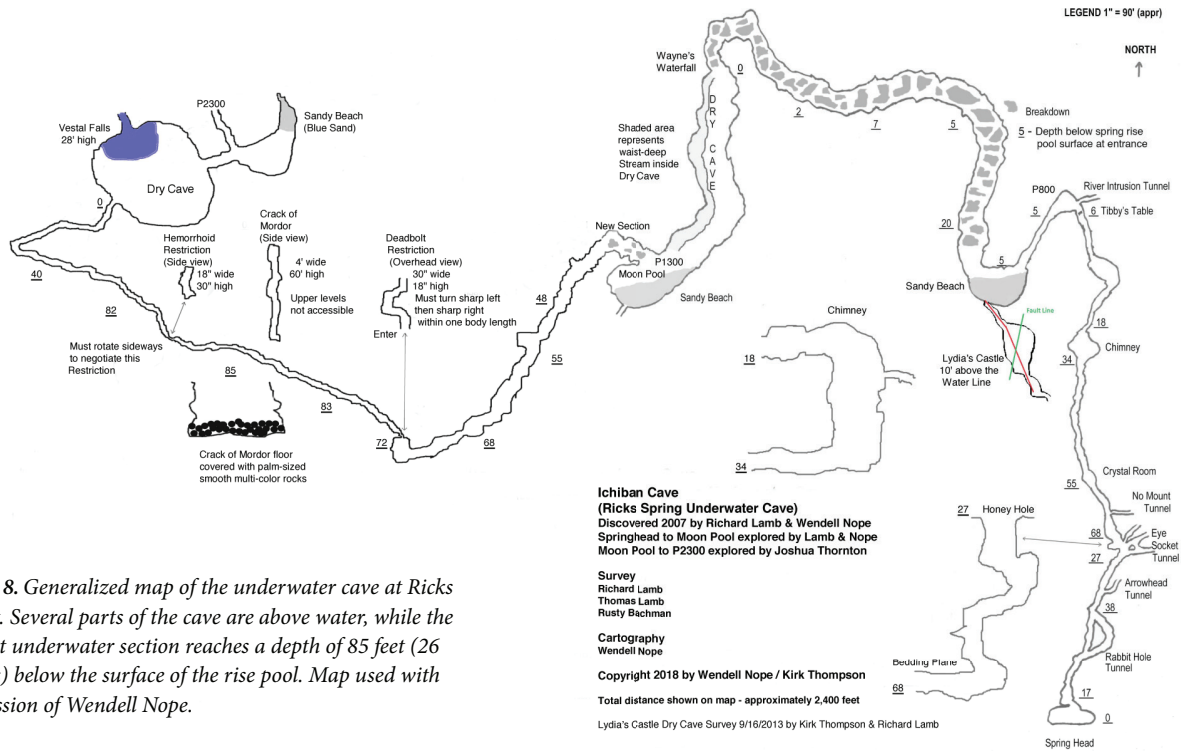 LEGEND 1" = 90' (appr)
NORTH
Wayne's
Waterfall
0
DRY CAVE
Shaded area
represents
waist-deep
Stream inside
Dry Cave
2
7
5
Breakdown
5 - Depth below spring rise
pool surface at entrance
P2300
Sandy Beach
(Blue Sand)
Vestal Falls
28' high
Dry Cave
0
40
82
Hemorrhoid
Restriction
(Side view)
18" wide
30" high
Crack of
Mordor
(Side view)
4' wide
60' high
Upper levels
not accessible
Deadbolt
Restriction
(Overhead view)
30" wide
18" high
Must turn sharp left
then sharp right
within one body length
Enter
Must rotate sideways
to negotiate this
Restriction
85
83
72
68
55
48
Crack of Mordor floor
covered with palm-sized
smooth multi-color rocks
New Section
P1300
Moon Pool
Sandy Beach
20
5
Sandy Beach
5
P800
River Intrusion Tunnel
6 Tibby's Table
Fault Line
Lydia's Castle
10' above the
Water Line
18
Chimney
34
Chimney
18
34
Crystal Room
55
No Mount
Tunnel
68
Eye
Socket
Tunnel
27
Arrowhead
Tunnel
38
Rabbit Hole
Tunnel
17
0
Spring Head
27
Honey Hole
Bedding Plane
68
Ichiban Cave
(Ricks Spring Underwater Cave)
Discovered 2007 by Richard Lamb & Wendell Nope
Springhead to Moon Pool explored by Lamb & Nope
Moon Pool to P2300 explored by Joshua Thornton
Survey
Richard Lamb
Thomas Lamb
Rusty Bachman
Cartography
Wendell Nope
Copyright 2018 by Wendell Nope / Kirk Thompson
Total distance shown on map - approximately 2,400 feet
Lydia's Castle Dry Cave Survey 9/16/2013 by Kirk Thompson & Richard Lamb
8. Generalized map of the underwater cave at Ricks
. Several parts of the cave are above water, while the
t underwater section reaches a depth of 85 feet (26
) below the surface of the rise pool. Map used with
ssion of Wendell Nope.